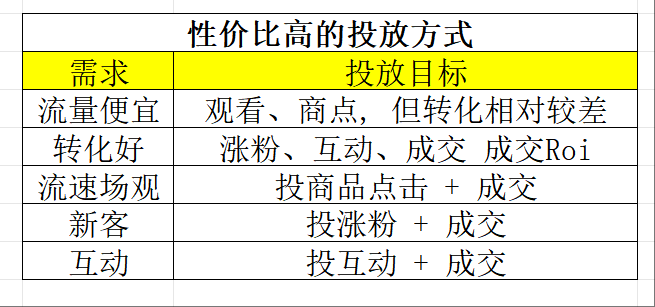 性价比高的投放方式
需求 投放目标
流量便宜 观看、商点, 但转化相对较差
转化好 涨粉、互动、成交 成交Roi
流速场观 投商品点击 + 成交
新客 投涨粉 + 成交
互动 投互动 + 成交